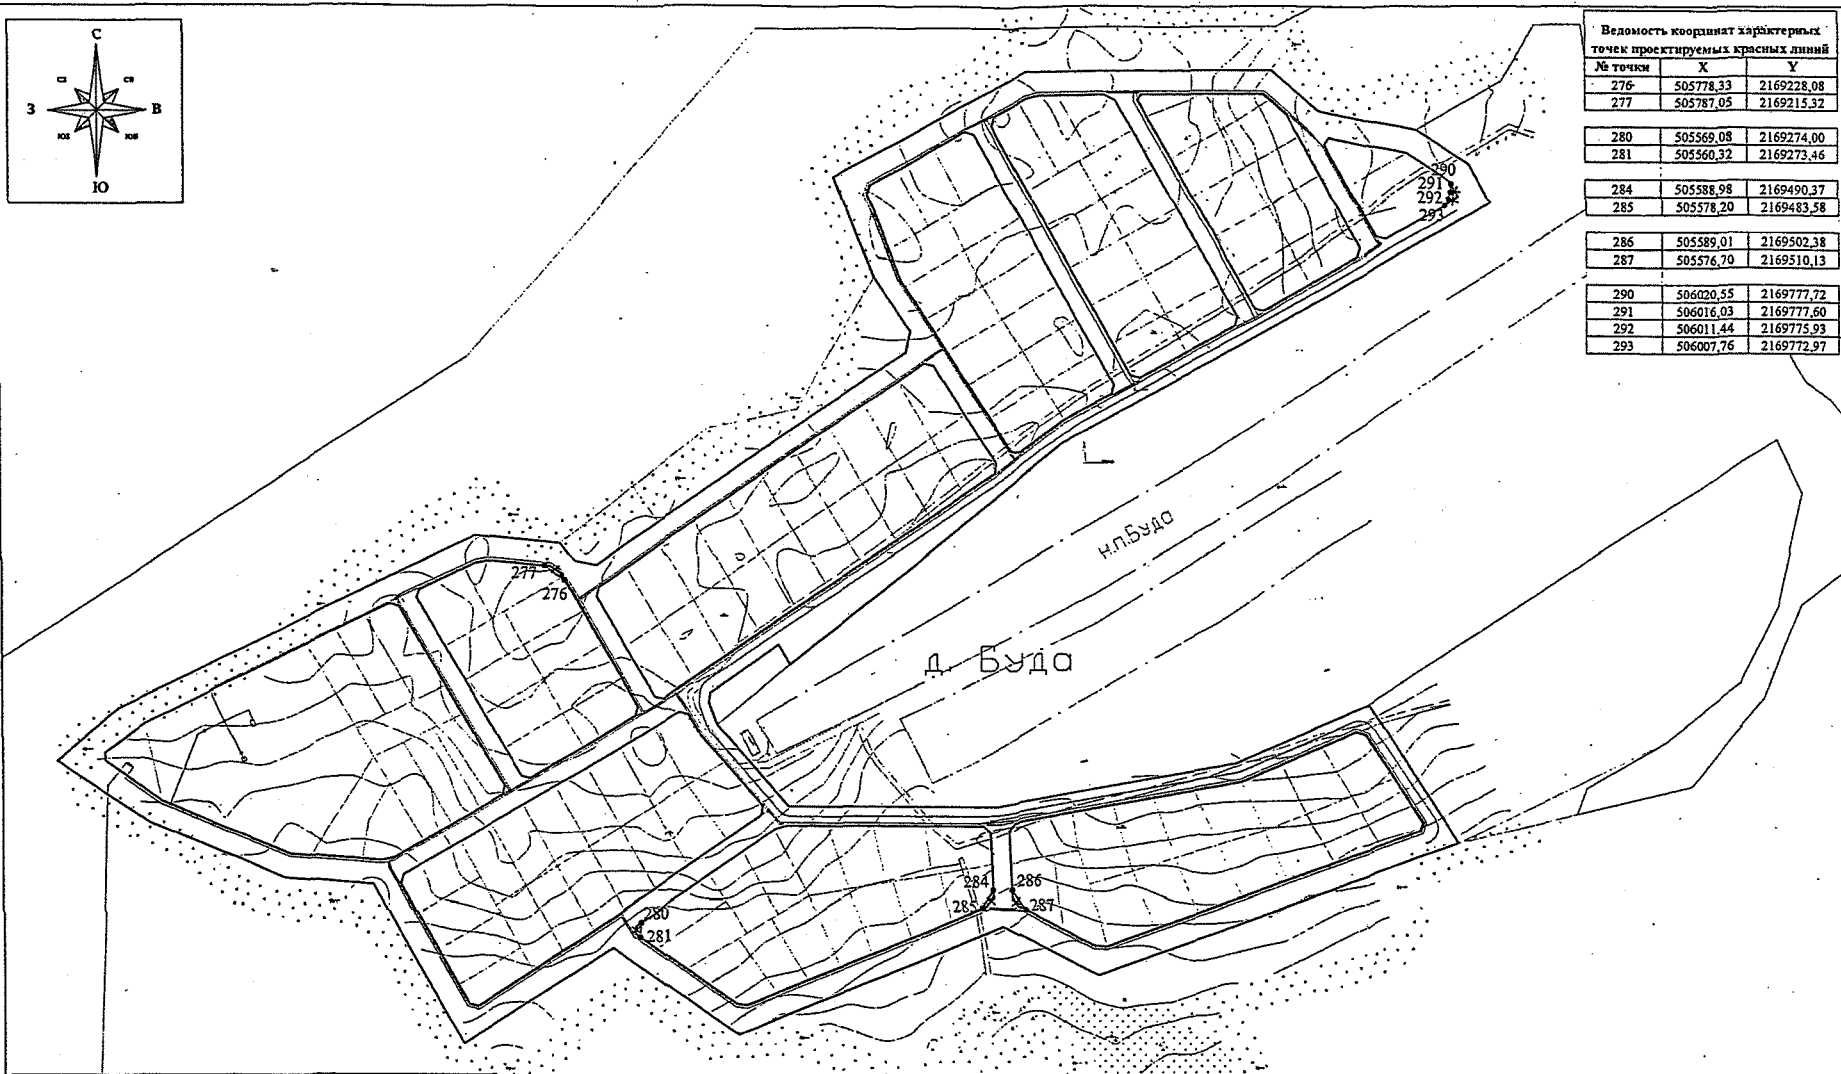 С
СЗ
СВ
З
В
ЮЗ
ЮВ
Ю
Ведомость координат характерных
точек проектируемых красных линий
№ точки X Y
276 505778,33 2169228,08
277 505787,05 2169215,32
280 505569,08 2169274,00
281 505560,32 2169273,46
284 505588,98 2169490,37
285 505578,20 2169483,58
286 505589,01 2169502,38
287 505576,70 2169510,13
290 506020,55 2169777,72
291 506016,03 2169777,60
292 506011,44 2169775,93
293 506007,76 2169772,97
290
291
292
293
н.п.Буда
277
276
д. Буда
284
286
285
287
280
281